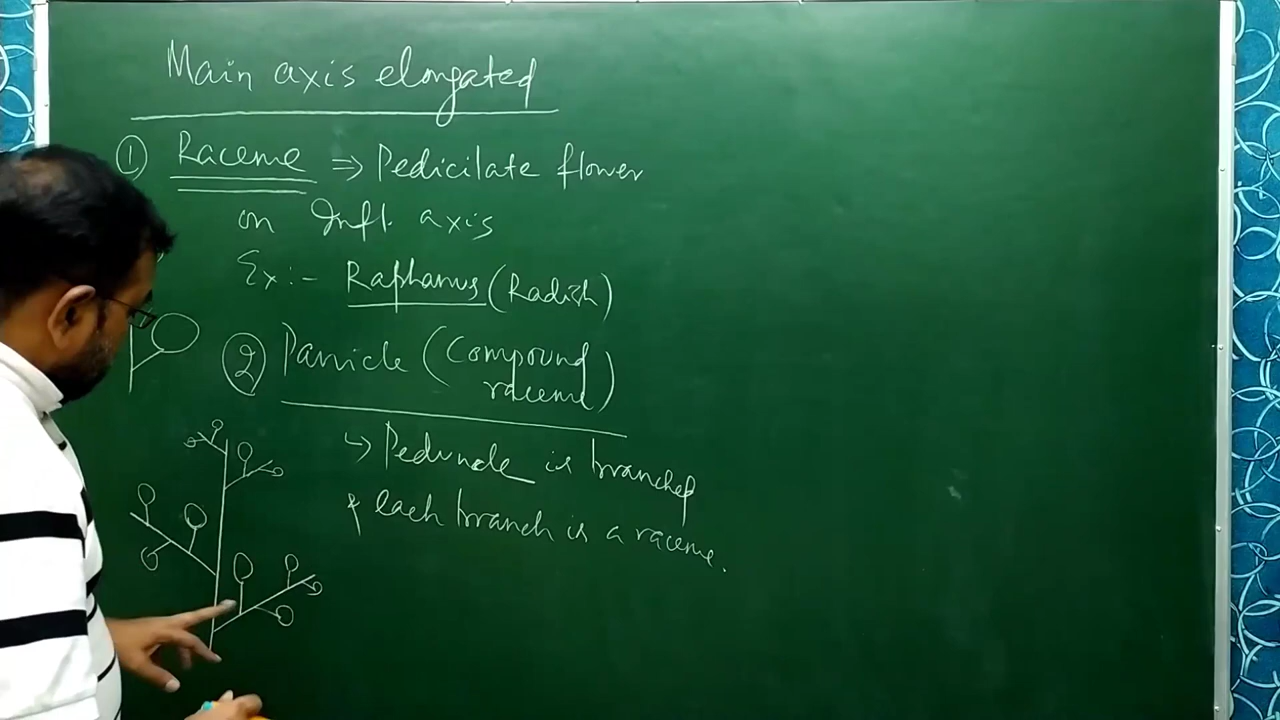 Main axis elongated
① Raceme ⇒ Pedicilate flower
on Infl. axis
Ex:- Raphanus (Radish)
② Panicle (Compound
raceme)
↳ Peduncle is branched
& each branch is a raceme.